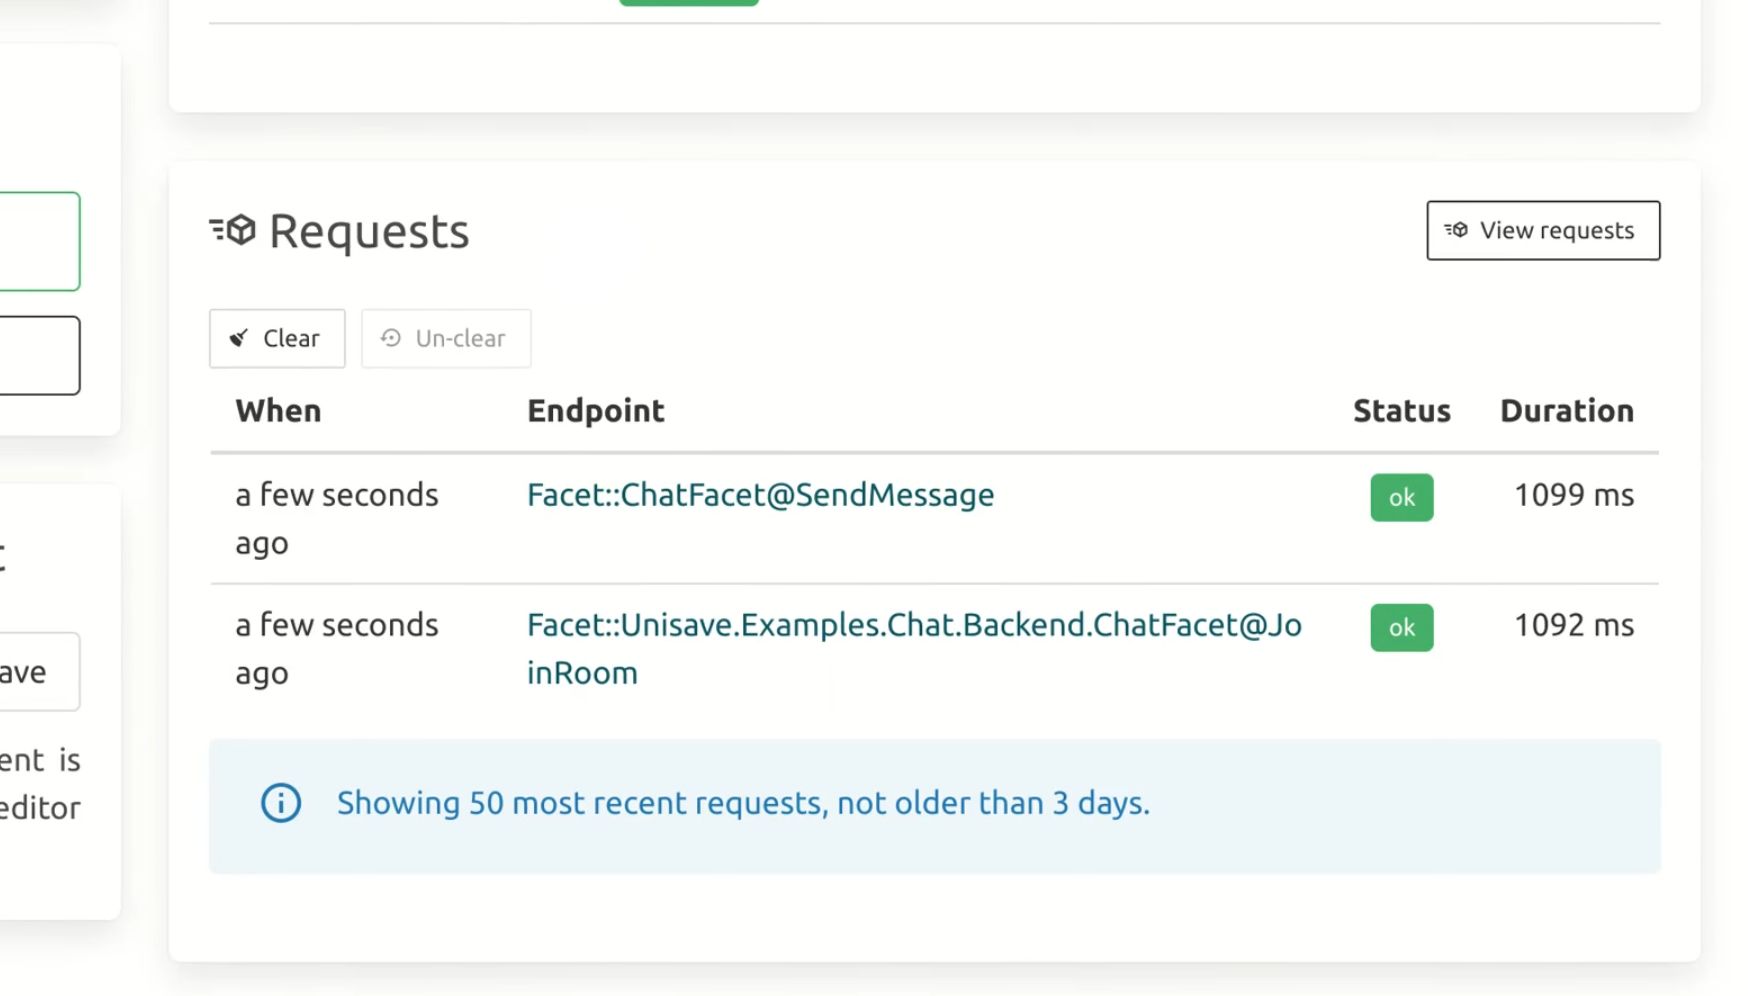 Requests
View requests
Clear
Un-clear
When
Endpoint
Status
Duration
a few seconds
ago
Facet::ChatFacet@SendMessage
ok
1099 ms
a few seconds
ago
Facet::Unisave.Examples.Chat.Backend.ChatFacet@Jo
inRoom
ok
1092 ms
Showing 50 most recent requests, not older than 3 days.
ave
ent is
editor